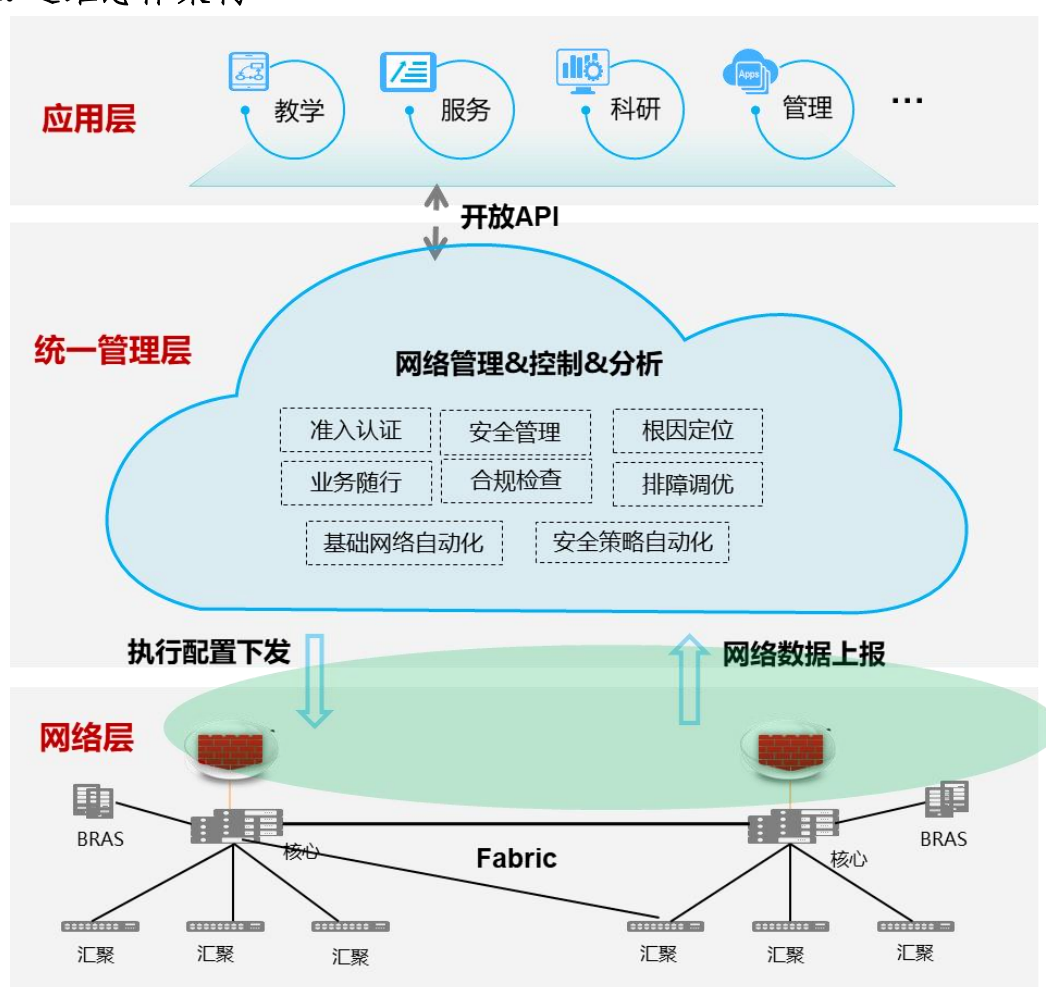 教学
服务
科研
Apps
管理
...
应用层
开放API
统一管理层
网络管理&控制&分析
准入认证
安全管理
根因定位
业务随行
合规检查
排障调优
基础网络自动化
安全策略自动化
执行配置下发
网络数据上报
网络层
BRAS
核心
Fabric
核心
BRAS
汇聚
汇聚
汇聚
汇聚
汇聚
汇聚